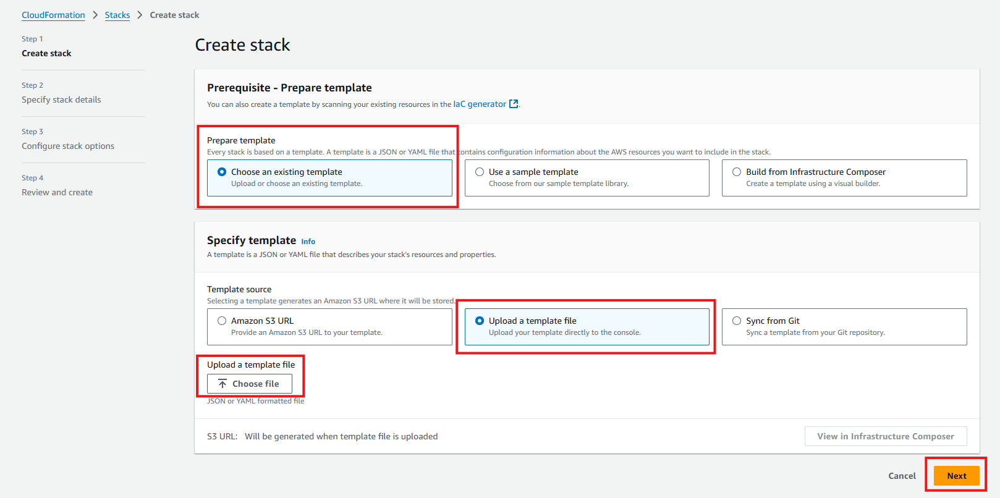 CloudFormation > Stacks > Create stack
Step 1
Create stack
Step 2
Specify stack details
Step 3
Configure stack options
Step 4
Review and create
Create stack
Prerequisite - Prepare template
You can also create a template by scanning your existing resources in the IaC generator.
Prepare template
Every stack is based on a template. A template is a JSON or YAML file that contains configuration information about the AWS resources you want to include in the stack.
Choose an existing template
Upload or choose an existing template.
Use a sample template
Choose from our sample template library.
Build from Infrastructure Composer
Create a template using a visual builder.
Specify template Info
A template is a JSON or YAML file that describes your stack's resources and properties.
Template source
Selecting a template generates an Amazon S3 URL where it will be stored.
Amazon S3 URL
Provide an Amazon S3 URL to your template.
Upload a template file
Upload your template directly to the console.
Sync from Git
Sync a template from your Git repository.
Upload a template file
Choose file
JSON or YAML formatted file
S3 URL: Will be generated when template file is uploaded
View in Infrastructure Composer
Cancel
Next